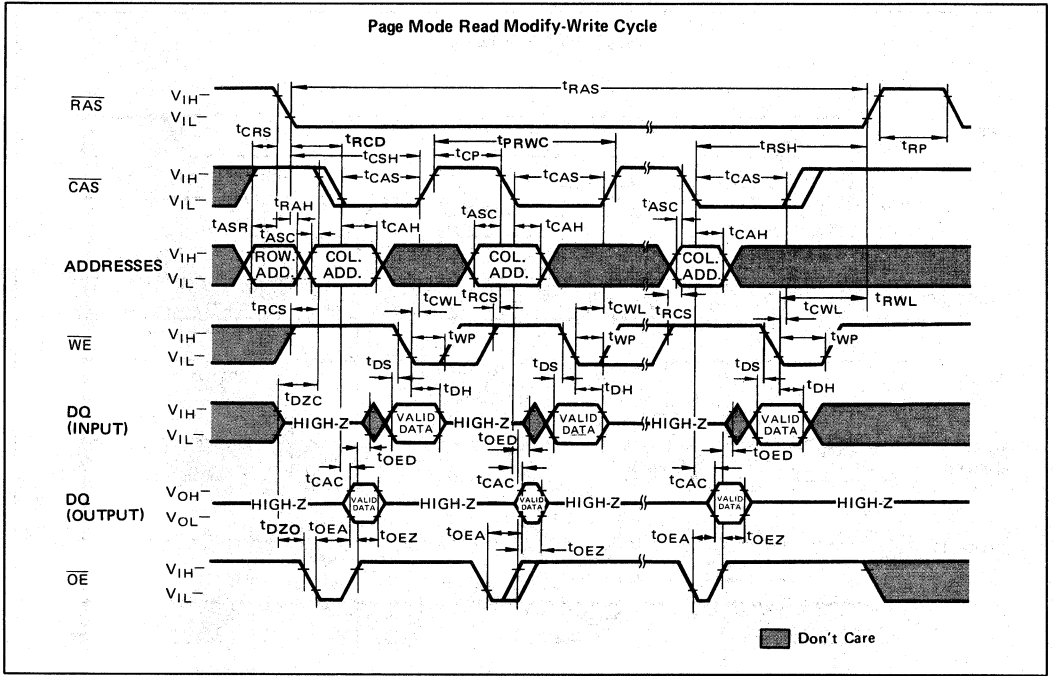 Page Mode Read Modify-Write Cycle
RAS
VIH–
VIL–
tRAS
tRP
tCRS
tRCD
tCSH
tPRWC
tCP
tRSH
CAS
VIH–
VIL–
tCAS
tCAS
tCAS
tRAH
tASR
tASC
tCAH
tASC
tCAH
tASC
tCAH
ADDRESSES
VIH–
VIL–
ROW. ADD.
COL. ADD.
COL. ADD.
COL. ADD.
tRCS
tCWL
tRCS
tCWL
tRCS
tCWL
tRWL
WE
VIH–
VIL–
tWP
tWP
tWP
tDZC
tDS
tDH
tDS
tDH
tDS
tDH
DQ (INPUT)
VIH–
VIL–
HIGH-Z
VALID DATA
HIGH-Z
VALID DATA
HIGH-Z
VALID DATA
tOED
tOED
tOED
tCAC
tCAC
tCAC
DQ (OUTPUT)
VOH–
VOL–
HIGH-Z
VALID DATA
HIGH-Z
VALID DATA
HIGH-Z
VALID DATA
HIGH-Z
tDZO
tOEA
tOEZ
tOEA
tOEZ
tOEA
tOEZ
OE
VIH–
VIL–
Don't Care